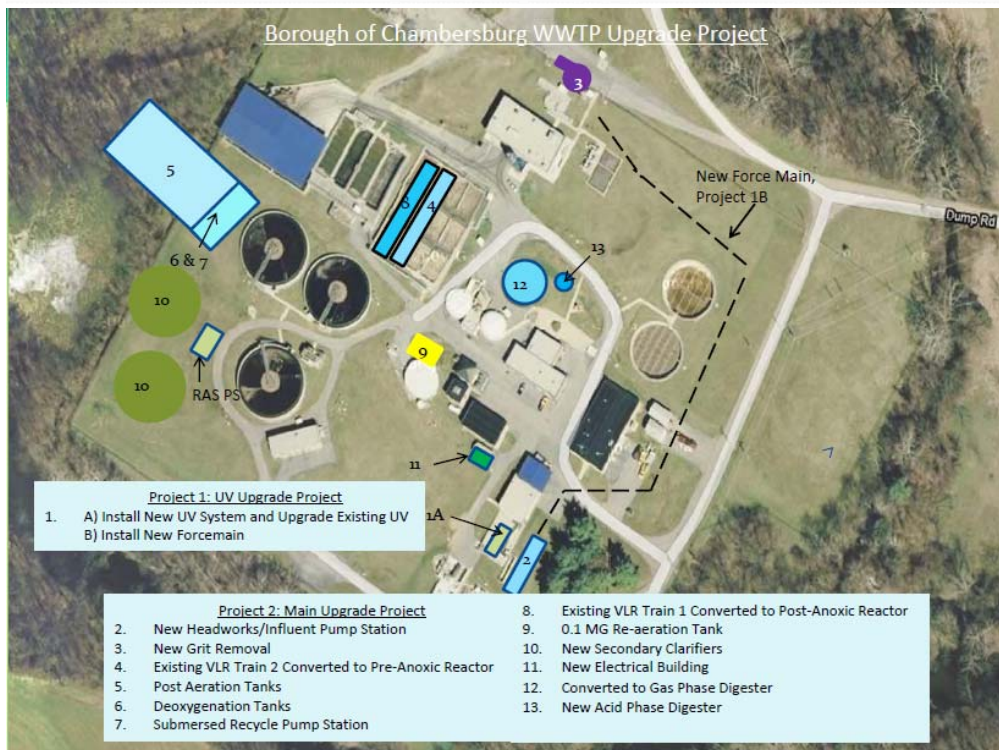 Borough of Chambersburg WWTP Upgrade Project
3
5
New Force Main,
Project 1B
8
4
Dump Rd
6 & 7
13
12
10
9
10
RAS PS
11
1A
2
Project 1: UV Upgrade Project
1. A) Install New UV System and Upgrade Existing UV
B) Install New Forcemain
Project 2: Main Upgrade Project
2. New Headworks/Influent Pump Station
3. New Grit Removal
4. Existing VLR Train 2 Converted to Pre-Anoxic Reactor
5. Post Aeration Tanks
6. Deoxygenation Tanks
7. Submersed Recycle Pump Station
8. Existing VLR Train 1 Converted to Post-Anoxic Reactor
9. 0.1 MG Re-aeration Tank
10. New Secondary Clarifiers
11. New Electrical Building
12. Converted to Gas Phase Digester
13. New Acid Phase Digester